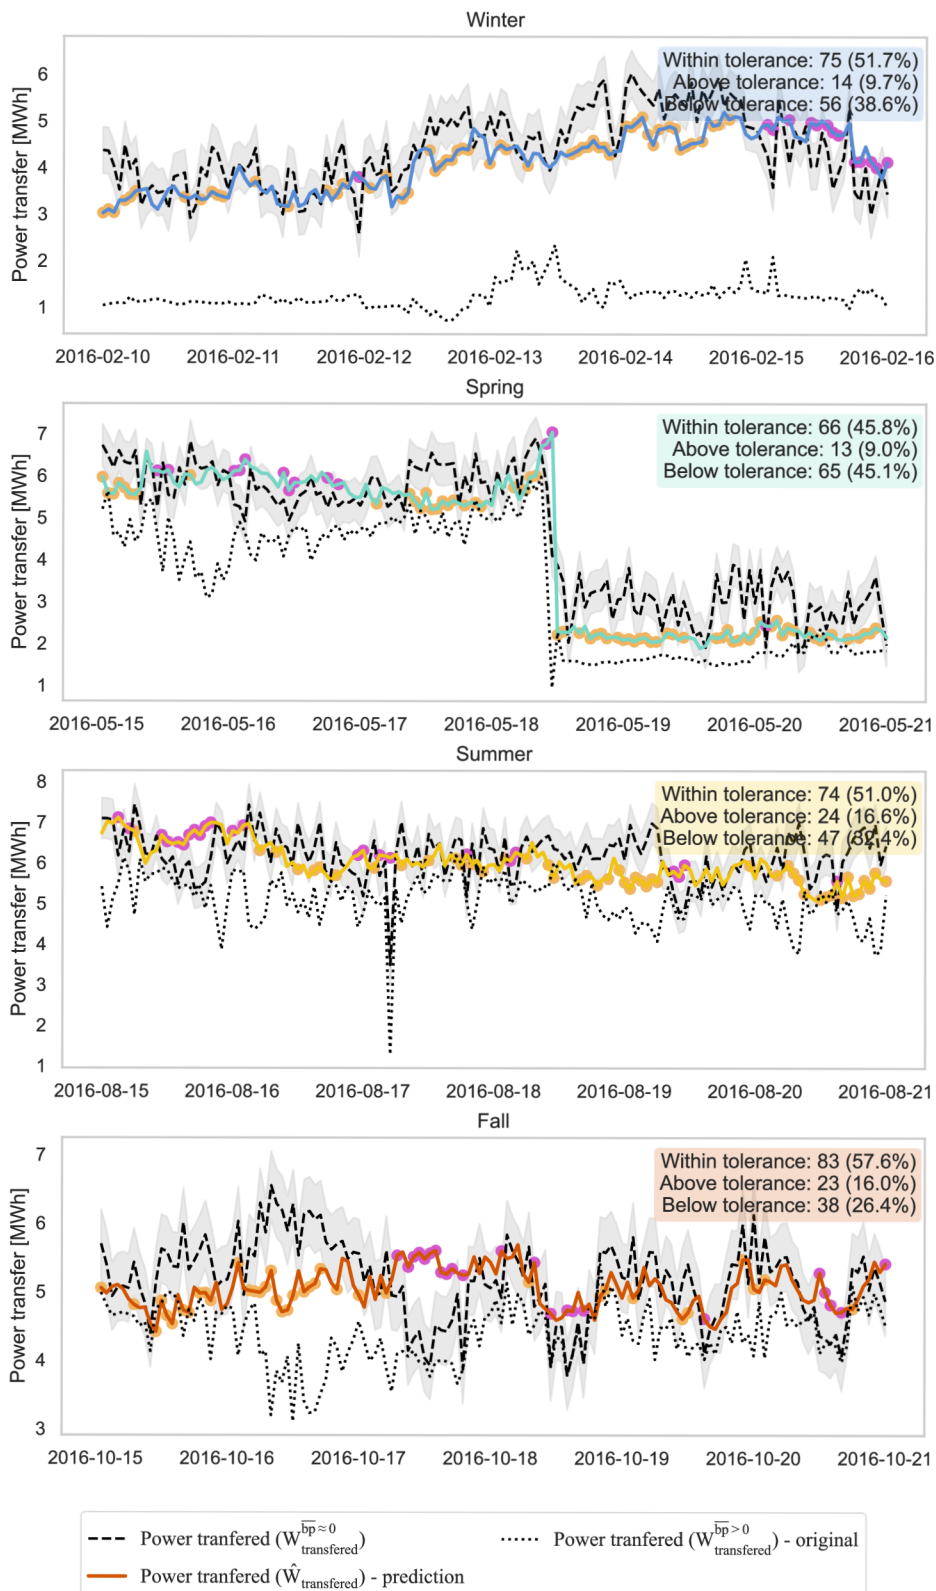 Winter
Power transfer [MWh]
6
5
4
3
2
1
Within tolerance: 75 (51.7%)
Above tolerance: 14 (9.7%)
Below tolerance: 56 (38.6%)
2016-02-10 2016-02-11 2016-02-12 2016-02-13 2016-02-14 2016-02-15 2016-02-16
Spring
Power transfer [MWh]
7
6
5
4
3
2
1
Within tolerance: 66 (45.8%)
Above tolerance: 13 (9.0%)
Below tolerance: 65 (45.1%)
2016-05-15 2016-05-16 2016-05-17 2016-05-18 2016-05-19 2016-05-20 2016-05-21
Summer
Power transfer [MWh]
8
7
6
5
4
3
2
1
Within tolerance: 74 (51.0%)
Above tolerance: 24 (16.6%)
Below tolerance: 47 (32.4%)
2016-08-15 2016-08-16 2016-08-17 2016-08-18 2016-08-19 2016-08-20 2016-08-21
Fall
Power transfer [MWh]
7
6
5
4
3
Within tolerance: 83 (57.6%)
Above tolerance: 23 (16.0%)
Below tolerance: 38 (26.4%)
2016-10-15 2016-10-16 2016-10-17 2016-10-18 2016-10-19 2016-10-20 2016-10-21
Power tranfered (W^{\overline{bp}≈0}_{transfered})
Power tranfered (Ŵ_{transfered}) - prediction
Power tranfered (W^{\overline{bp}>0}_{transfered}) - original